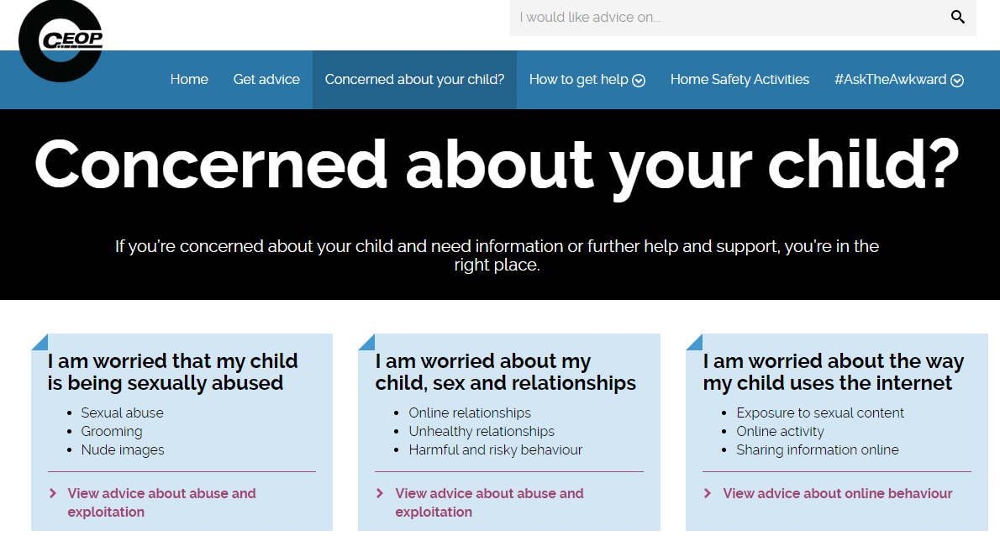 CEOP
I would like advice on...
Home Get advice Concerned about your child? How to get help Home Safety Activities #AskTheAwkward
Concerned about your child?
If you’re concerned about your child and need information or further help and support, you’re in the
right place.
I am worried that my child
is being sexually abused
Sexual abuse
Grooming
Nude images
View advice about abuse and
exploitation
I am worried about my
child, sex and relationships
Online relationships
Unhealthy relationships
Harmful and risky behaviour
View advice about abuse and
exploitation
I am worried about the way
my child uses the internet
Exposure to sexual content
Online activity
Sharing information online
View advice about online behaviour